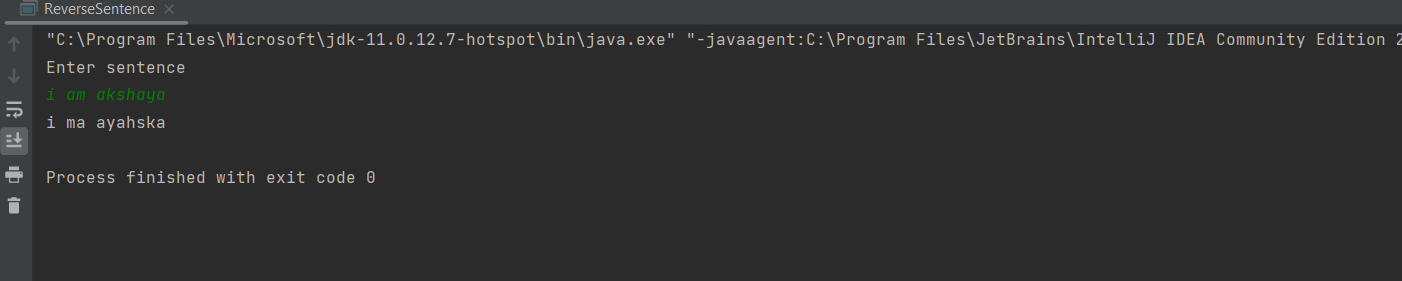 ReverseSentence
"C:\Program Files\Microsoft\jdk-11.0.12.7-hotspot\bin\java.exe" "-javaagent:C:\Program Files\JetBrains\IntelliJ IDEA Community Edition 2
Enter sentence
i am akshaya
i ma ayahska
Process finished with exit code 0